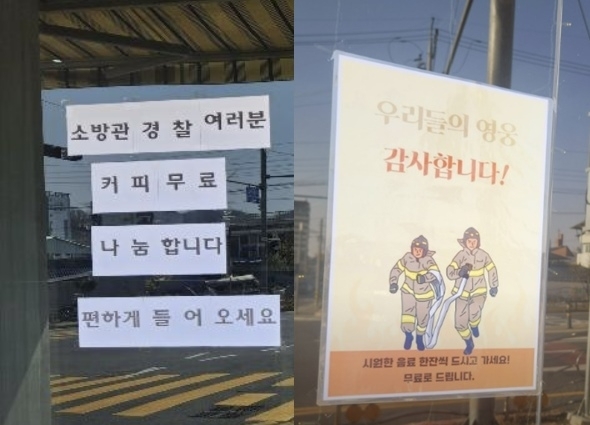 소방관 경찰 여러분
커피 무료
나눔 합니다
편하게 들어 오세요
우리들의 영웅
감사합니다!
시원한 음료 한잔씩 드시고 가세요!
무료로 드립니다.